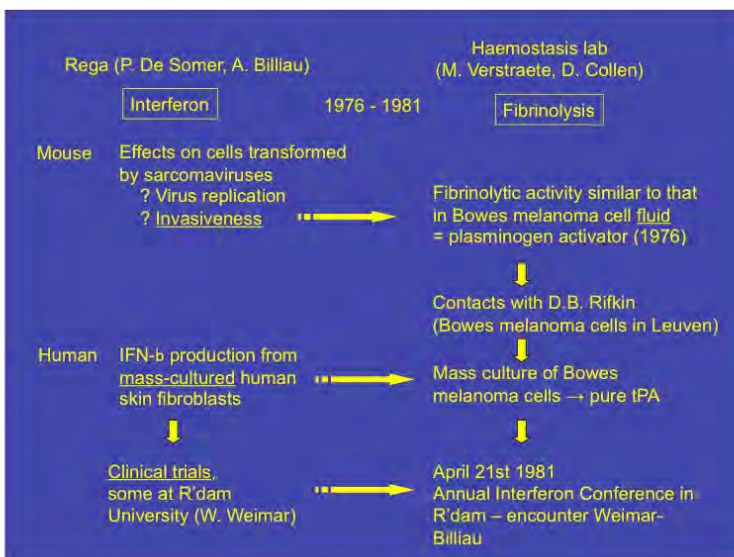 Rega (P. De Somer, A. Billiau)
Haemostasis lab
(M. Verstraete, D. Collen)
Interferon
1976 - 1981
Fibrinolysis
Mouse
Effects on cells transformed
by sarcomaviruses
? Virus replication
? Invasiveness
Fibrinolytic activity similar to that
in Bowes melanoma cell fluid
= plasminogen activator (1976)
Contacts with D.B. Rifkin
(Bowes melanoma cells in Leuven)
Human
IFN-b production from
mass-cultured human
skin fibroblasts
Mass culture of Bowes
melanoma cells → pure tPA
Clinical trials,
some at R'dam
University (W. Weimar)
April 21st 1981
Annual Interferon Conference in
R'dam – encounter Weimar-
Billiau